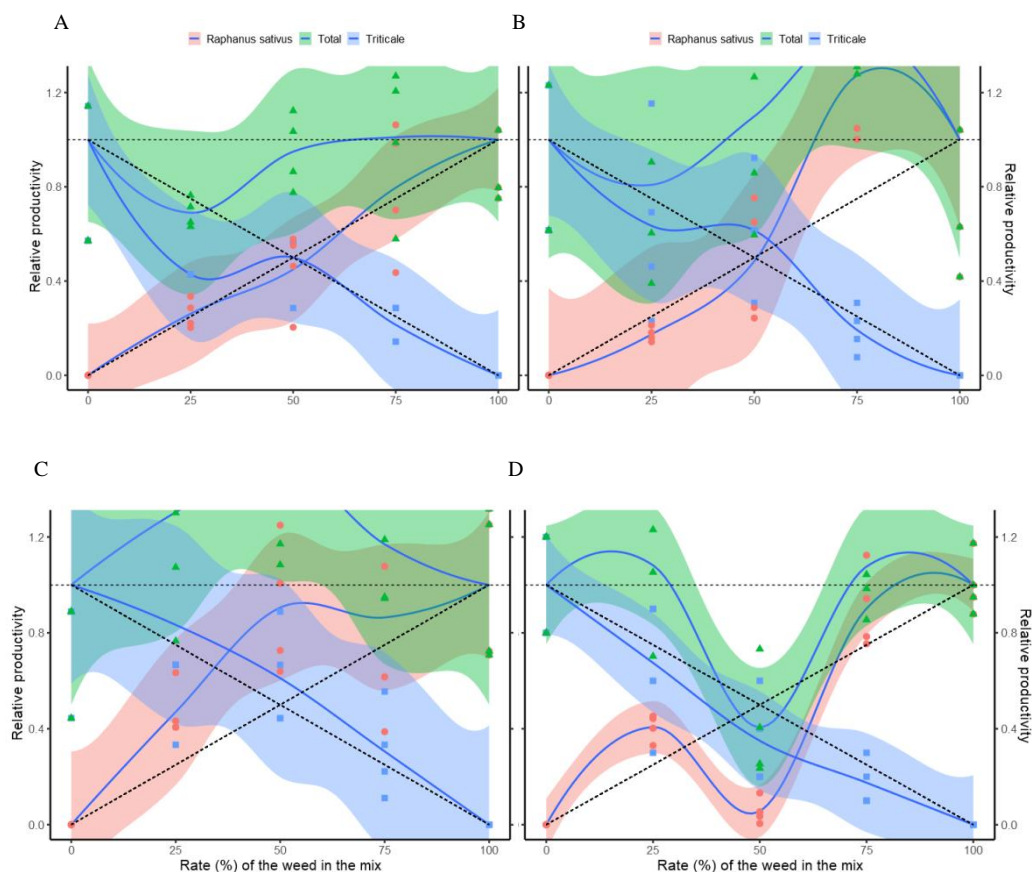 A
B
Raphanus sativus Total Triticale
Raphanus sativus Total Triticale
Relative productivity
1.2
0.8
0.4
0.0
0 25 50 75 100
0 25 50 75 100
1.2
0.8
0.4
0.0
Relative productivity
C
D
Relative productivity
1.2
0.8
0.4
0.0
0 25 50 75 100
Rate (%) of the weed in the mix
0 25 50 75 100
Rate (%) of the weed in the mix
1.2
0.8
0.4
0.0
Relative productivity